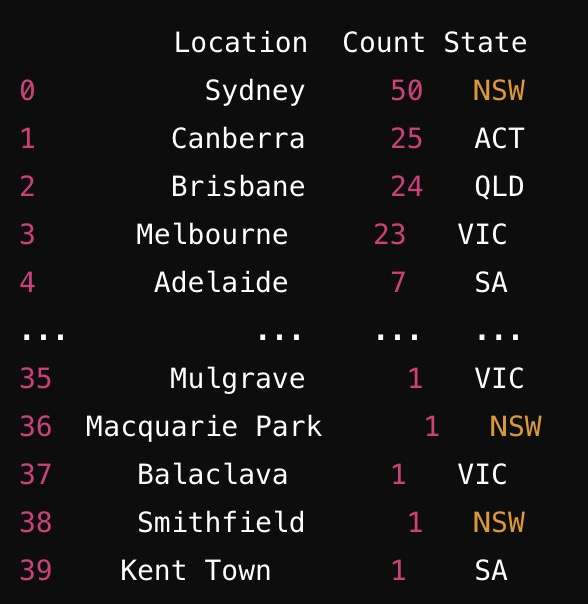 Location Count State
0 Sydney 50 NSW
1 Canberra 25 ACT
2 Brisbane 24 QLD
3 Melbourne 23 VIC
4 Adelaide 7 SA
... ... ... ...
35 Mulgrave 1 VIC
36 Macquarie Park 1 NSW
37 Balaclava 1 VIC
38 Smithfield 1 NSW
39 Kent Town 1 SA